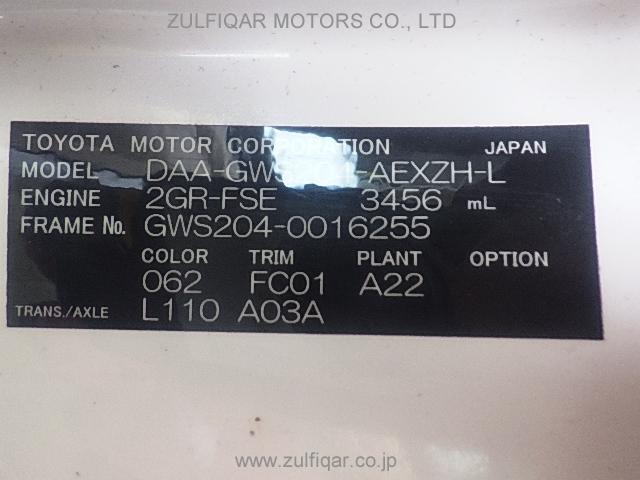 ZULFIQAR MOTORS CO., LTD
TOYOTA MOTOR CORPORATION JAPAN
MODEL DAA-GWS204-AEXZH-L
ENGINE 2GR-FSE 3456 mL
FRAME No. GWS204-0016255
COLOR TRIM PLANT OPTION
062 FC01 A22
TRANS./AXLE L110 A03A
www.zulfiqar.co.jp